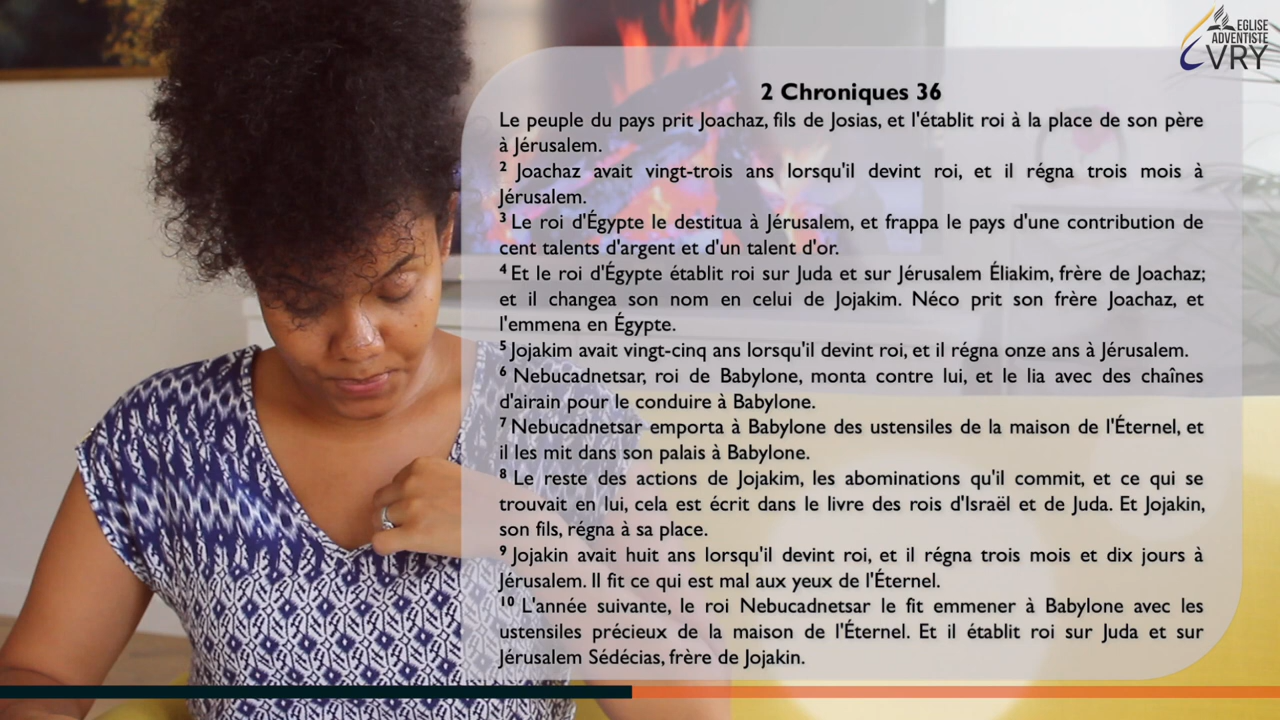 EGLISE
ADVENTISTE
VRY
2 Chroniques 36
Le peuple du pays prit Joachaz, fils de Josias, et l'établit roi à la place de son père
à Jérusalem.
2 Joachaz avait vingt-trois ans lorsqu'il devint roi, et il régna trois mois à
Jérusalem.
3 Le roi d'Égypte le destitua à Jérusalem, et frappa le pays d'une contribution de
cent talents d'argent et d'un talent d'or.
4 Et le roi d'Égypte établit roi sur Juda et sur Jérusalem Éliakim, frère de Joachaz;
et il changea son nom en celui de Jojakim. Néco prit son frère Joachaz, et
l'emmena en Égypte.
5 Jojakim avait vingt-cinq ans lorsqu'il devint roi, et il régna onze ans à Jérusalem.
6 Nebucadnetsar, roi de Babylone, monta contre lui, et le lia avec des chaînes
d'airain pour le conduire à Babylone.
7 Nebucadnetsar emporta à Babylone des ustensiles de la maison de l'Éternel, et
il les mit dans son palais à Babylone.
8 Le reste des actions de Jojakim, les abominations qu'il commit, et ce qui se
trouvait en lui, cela est écrit dans le livre des rois d'Israël et de Juda. Et Jojakin,
son fils, régna à sa place.
9 Jojakin avait huit ans lorsqu'il devint roi, et il régna trois mois et dix jours à
Jérusalem. Il fit ce qui est mal aux yeux de l'Éternel.
10 L'année suivante, le roi Nebucadnetsar le fit emmener à Babylone avec les
ustensiles précieux de la maison de l'Éternel. Et il établit roi sur Juda et sur
Jérusalem Sédécias, frère de Jojakin.